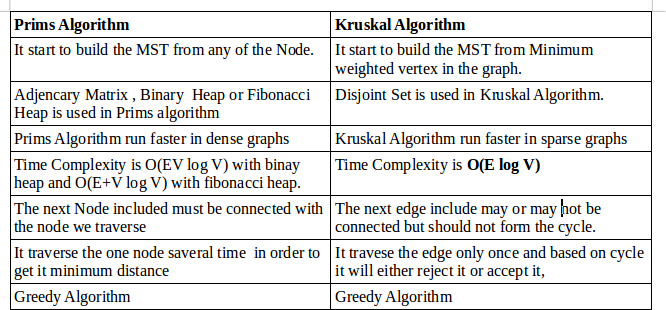 Prims Algorithm
Kruskal Algorithm
It start to build the MST from any of the Node.
It start to build the MST from Minimum
weighted vertex in the graph.
Adjencary Matrix , Binary Heap or Fibonacci
Heap is used in Prims algorithm
Disjoint Set is used in Kruskal Algorithm.
Prims Algorithm run faster in dense graphs
Kruskal Algorithm run faster in sparse graphs
Time Complexity is O(EV log V) with binay
heap and O(E+V log V) with fibonacci heap.
Time Complexity is O(E log V)
The next Node included must be connected with
the node we traverse
The next edge include may or may not be
connected but should not form the cycle.
It traverse the one node saveral time in order to
get it minimum distance
It travese the edge only once and based on cycle
it will either reject it or accept it,
Greedy Algorithm
Greedy Algorithm